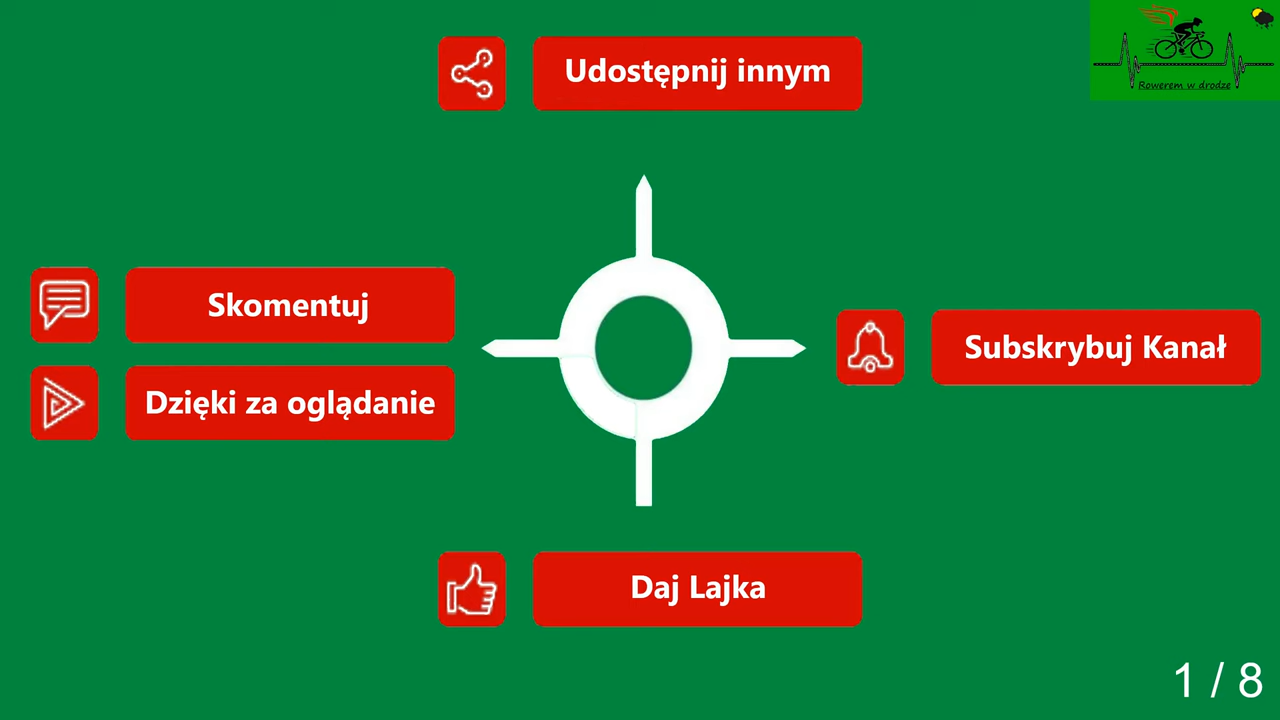 Udostępnij innym
Rowerem w drodze
Skomentuj
Dzięki za oglądanie
Subskrybuj Kanał
Daj Lajka
1 / 8